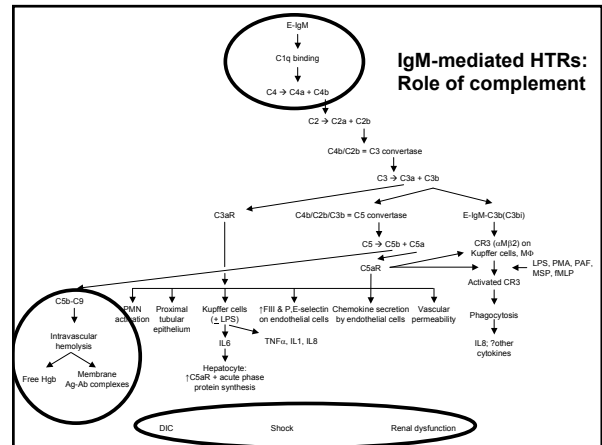 E-IgM
C1q binding
C4 → C4a + C4b
IgM-mediated HTRs:
Role of complement
C2 → C2a + C2b
C4b/C2b = C3 convertase
C3 → C3a + C3b
C3aR
C4b/C2b/C3b = C5 convertase
E-IgM-C3b(C3bi)
C5 → C5b + C5a
C5aR
CR3 (αMβ2) on
Kupffer cells, MΦ
LPS, PMA, PAF,
MSP, fMLP
Activated CR3
Phagocytosis
IL8; ?other
cytokines
C5b-C9
Intravascular
hemolysis
Free Hgb
Membrane
Ag-Ab complexes
PMN
activation
Proximal
tubular
epithelium
Kupffer cells
(+ LPS)
↑FIII & P,E-selectin
on endothelial cells
Chemokine secretion
by endothelial cells
Vascular
permeability
IL6
TNFα, IL1, IL8
Hepatocyte:
↑C5aR + acute phase
protein synthesis
DIC
Shock
Renal dysfunction